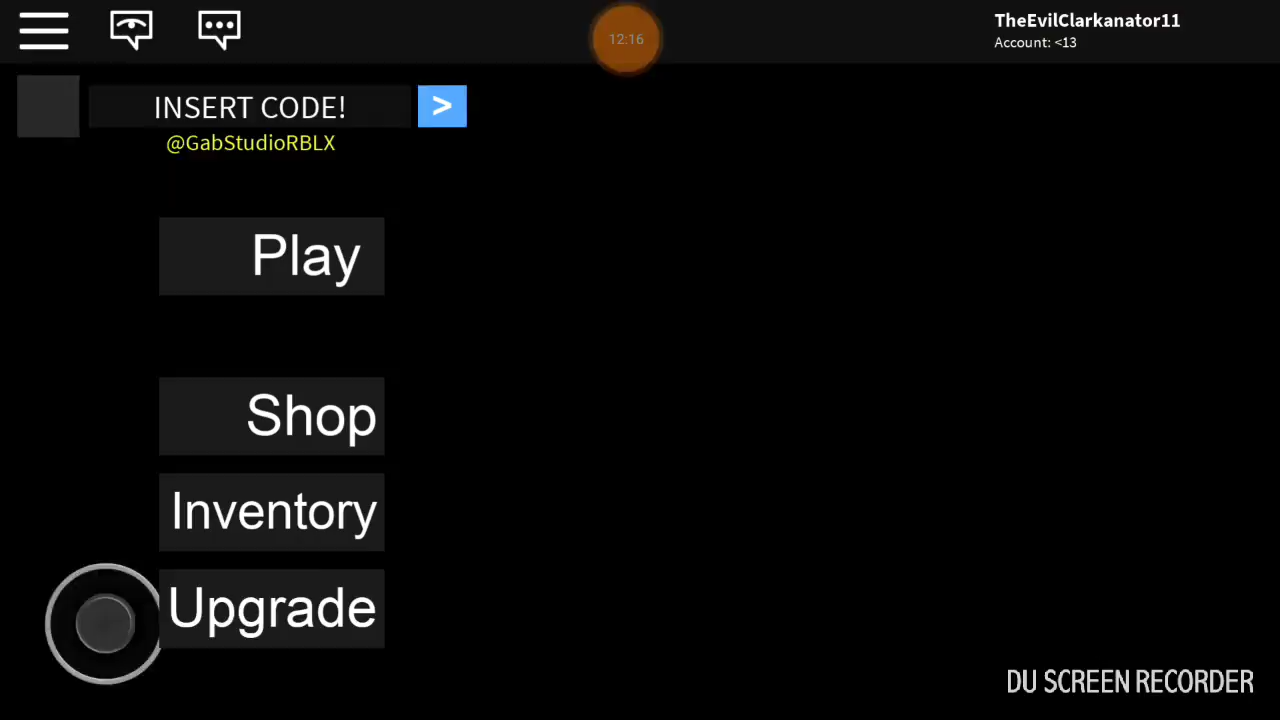 12:16
TheEvilClarkanator11
Account: <13
INSERT CODE!
>
@GabStudioRBLX
Play
Shop
Inventory
Upgrade
DU SCREEN RECORDER